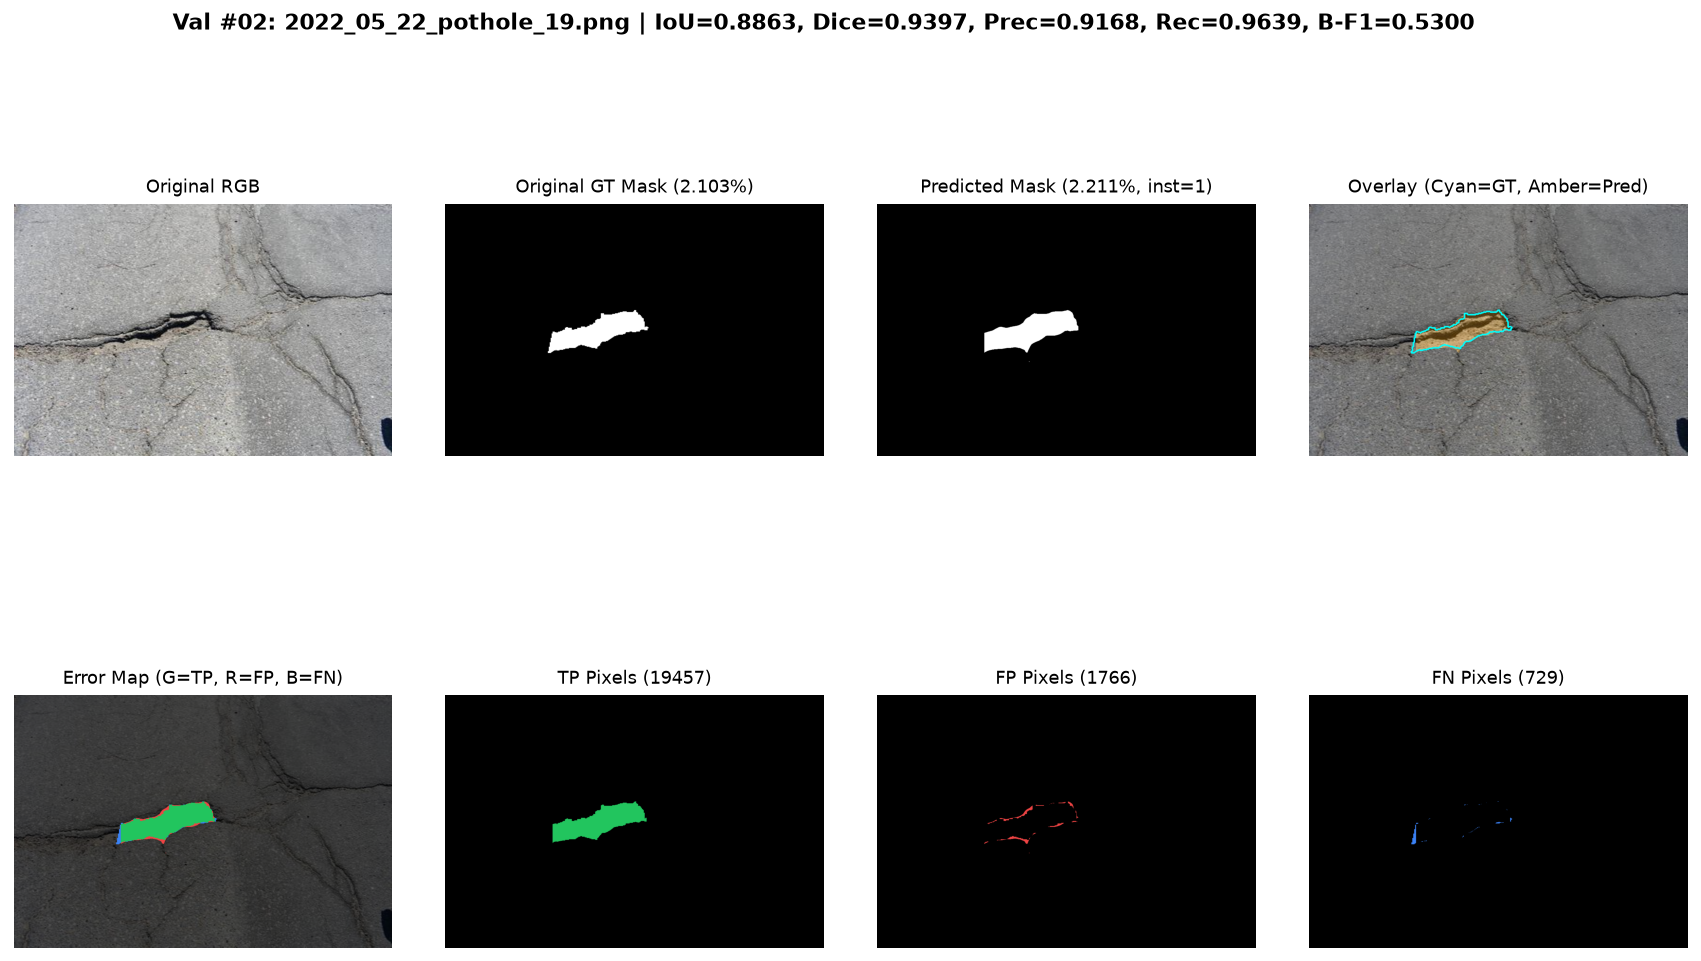 Val #02: 2022_05_22_pothole_19.png | IoU=0.8863, Dice=0.9397, Prec=0.9168, Rec=0.9639, B-F1=0.5300
Original RGB
Original GT Mask (2.103%)
Predicted Mask (2.211%, inst=1)
Overlay (Cyan=GT, Amber=Pred)
Error Map (G=TP, R=FP, B=FN)
TP Pixels (19457)
FP Pixels (1766)
FN Pixels (729)